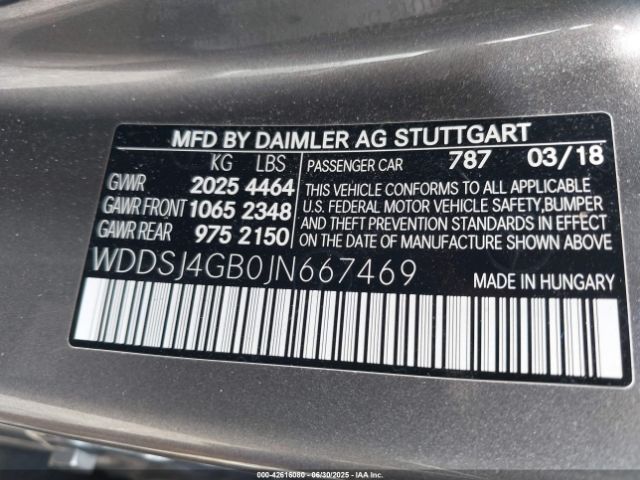 MFD BY DAIMLER AG STUTTGART
KG LBS PASSENGER CAR 787 03/18
GVWR 2025 4464 THIS VEHICLE CONFORMS TO ALL APPLICABLE
GAWR FRONT 1065 2348 U.S. FEDERAL MOTOR VEHICLE SAFETY,BUMPER
GAWR REAR 975 2150 AND THEFT PREVENTION STANDARDS IN EFFECT
ON THE DATE OF MANUFACTURE SHOWN ABOVE
WDDSJ4GB0JN667469 MADE IN HUNGARY
000-42616080 - 06/30/2025 - IAAI, Inc.